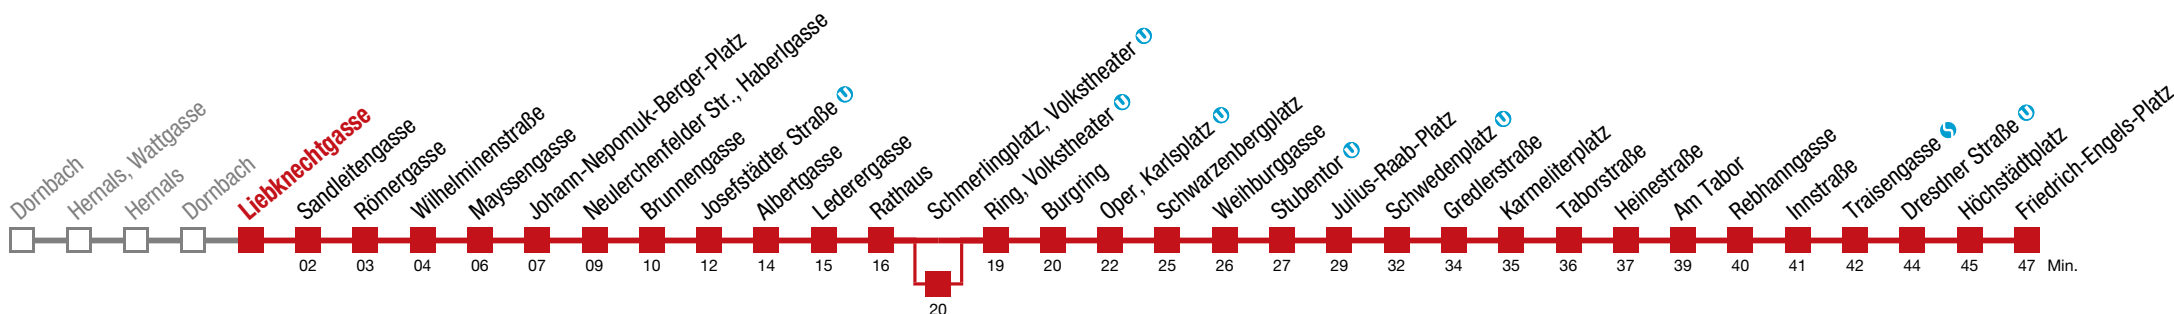 Dornbach
Hernals, Wattgasse
Hernals
Dornbach
Liebknechtgasse
Sandleitengasse
Römergasse
Wilhelminenstraße
Mayssengasse
Johann-Nepomuk-Berger-Platz
Neulerchenfelder Str., Haberlgasse
Brunnengasse
Josefstädter Straße U
Albertgasse
Lederergasse
Rathaus
Schmerlingplatz, Volkstheater U
Ring, Volkstheater U
Burgring
Oper, Karlsplatz U
Schwarzenbergplatz
Weihburggasse
Stubentor U
Julius-Raab-Platz
Schwedenplatz U
Gredlerstraße
Karmeliterplatz
Taborstraße
Heinestraße
Am Tabor
Rebhanngasse
Innstraße
Traisengasse S
Dresdner Straße U
Höchstädtplatz
Friedrich-Engels-Platz
02 03 04 06 07 09 10 12 14 15 16 19 20 22 25 26 27 29 32 34 35 36 37 39 40 41 42 44 45 47 Min.
20